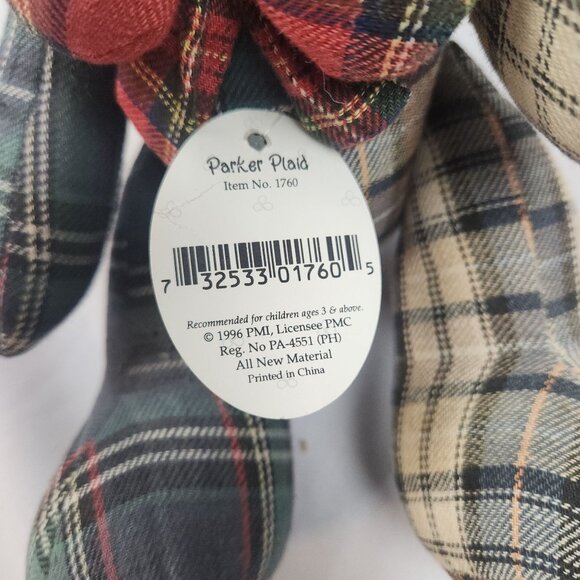 Parker Plaid
Item No. 1760
7 32533 01760 5
Recommended for children ages 3 & above.
© 1996 PMI, Licensee PMC
Reg. No PA-4551 (PH)
All New Material
Printed in China